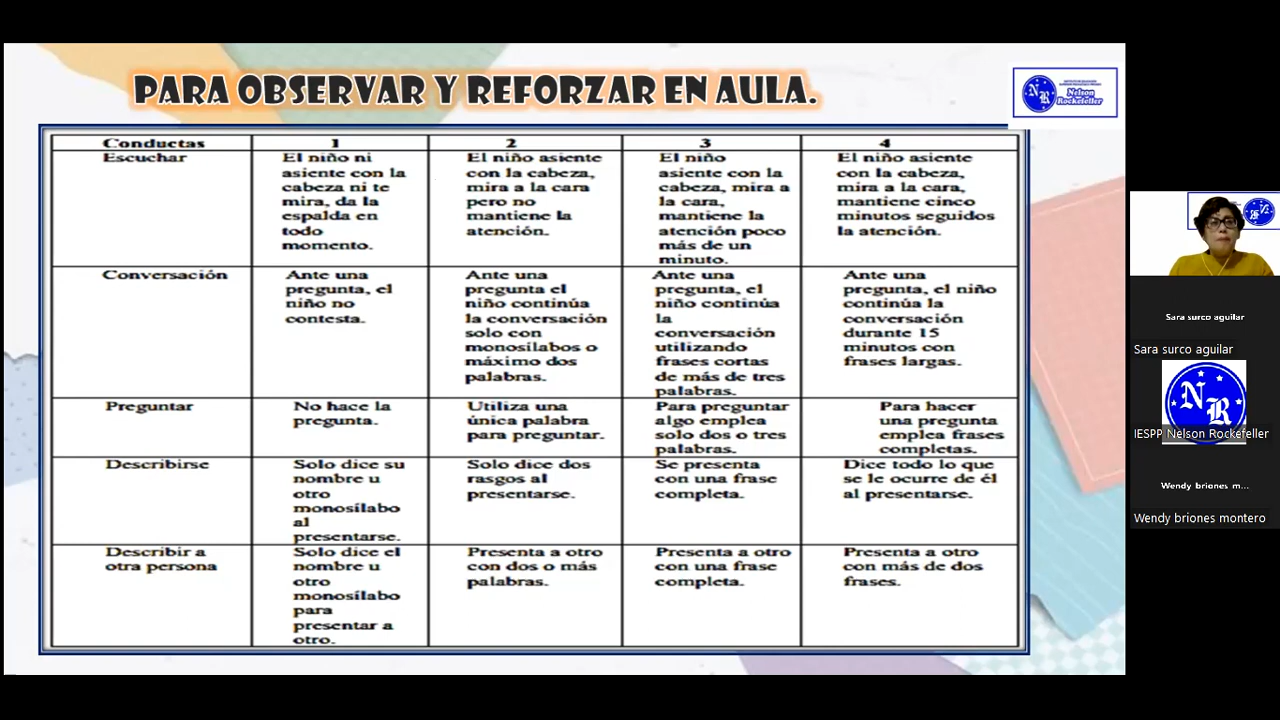 PARA OBSERVAR Y REFORZAR EN AULA.
NR
Nelson
Rockefeller
Conductas 1 2 3 4
Escuchar
El niño ni
asiente con la
cabeza ni te
mira, da la
espalda en
todo
momento.
El niño asiente
con la cabeza,
mira a la cara
pero no
mantiene la
atención.
El niño
asiente con la
cabeza, mira a
la cara,
mantiene la
atención poco
más de un
minuto.
El niño asiente
con la cabeza,
mira a la cara,
mantiene cinco
minutos seguidos
la atención.
Conversación
Ante una
pregunta, el
niño no
contesta.
Ante una
pregunta el
niño continúa
la conversación
solo con
monosílabos o
máximo dos
palabras.
Ante una
pregunta, el
niño continúa
la
conversación
utilizando
frases cortas
de más de tres
palabras.
Ante una
pregunta, el niño
continúa la
conversación
durante 15
minutos con
frases largas.
Preguntar
No hace la
pregunta.
Utiliza una
única palabra
para preguntar.
Para preguntar
algo emplea
solo dos o tres
palabras.
Para hacer
una pregunta
emplea frases
completas.
Describirse
Solo dice su
nombre u
otro
monosílabo
al
presentarse.
Solo dice dos
rasgos al
presentarse.
Se presenta
con una frase
completa.
Dice todo lo que
se le ocurre de él
al presentarse.
Describir a
otra persona
Solo dice el
nombre u
otro
monosílabo
para
presentar a
otro.
Presenta a otro
con dos o más
palabras.
Presenta a otro
con una frase
completa.
Presenta a otro
con más de dos
frases.
Sara surco aguilar
Sara surco aguilar
N R
IESPP Nelson Rockefeller
Wendy briones m...
Wendy briones montero